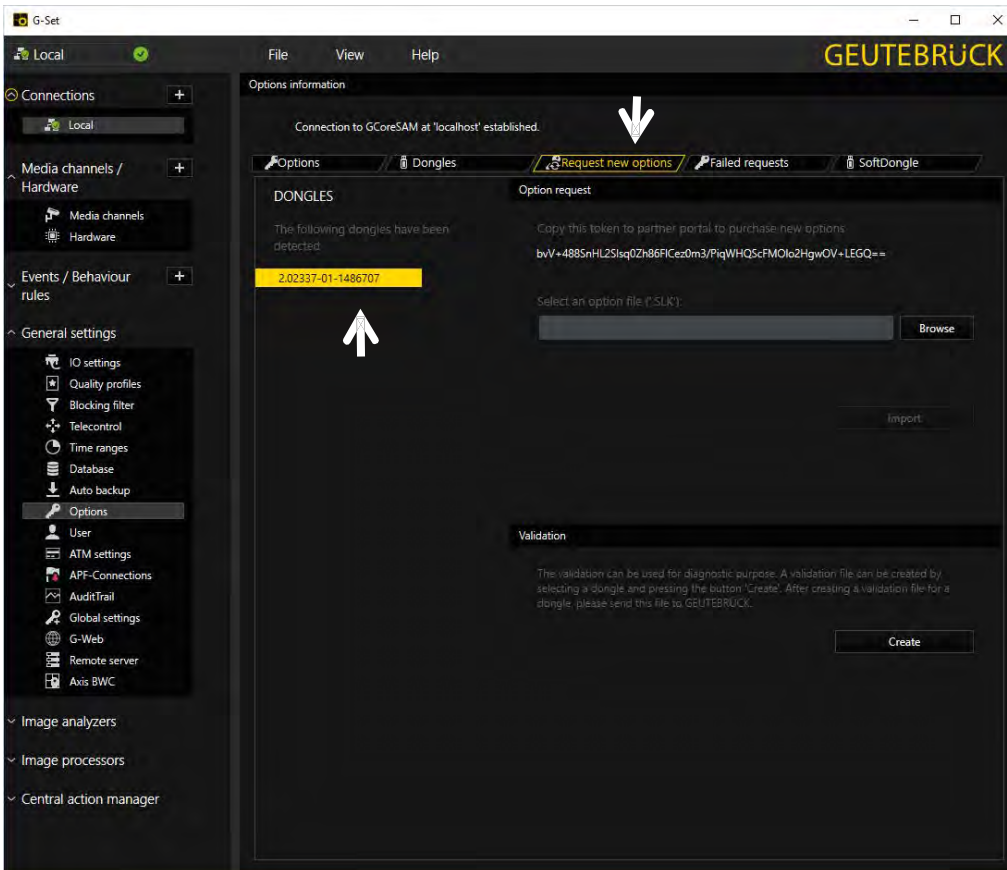 G-Set
Local
File View Help
GEUTEBRÜCK
Connections
Local
Media channels /
Hardware
Media channels
Hardware
Events / Behaviour
rules
General settings
IO settings
Quality profiles
Blocking filter
Telecontrol
Time ranges
Database
Auto backup
Options
User
ATM settings
APF-Connections
AuditTrail
Global settings
G-Web
Remote server
Axis BWC
Image analyzers
Image processors
Central action manager
Options information
Connection to GCoreSAM at 'localhost' established.
Options Dongles Request new options Failed requests SoftDongle
DONGLES
The following dongles have been
detected
2.02337-01-1486707
Option request
Copy this token to partner portal to purchase new options
Select an option file ('.SLK'):
Browse
Import
Validation
The validation can be used for diagnostic purpose. A validation file can be created by
selecting a dongle and pressing the button 'Create'. After creating a validation file for a
dongle, please send this file to GEUTEBRÜCK.
Create